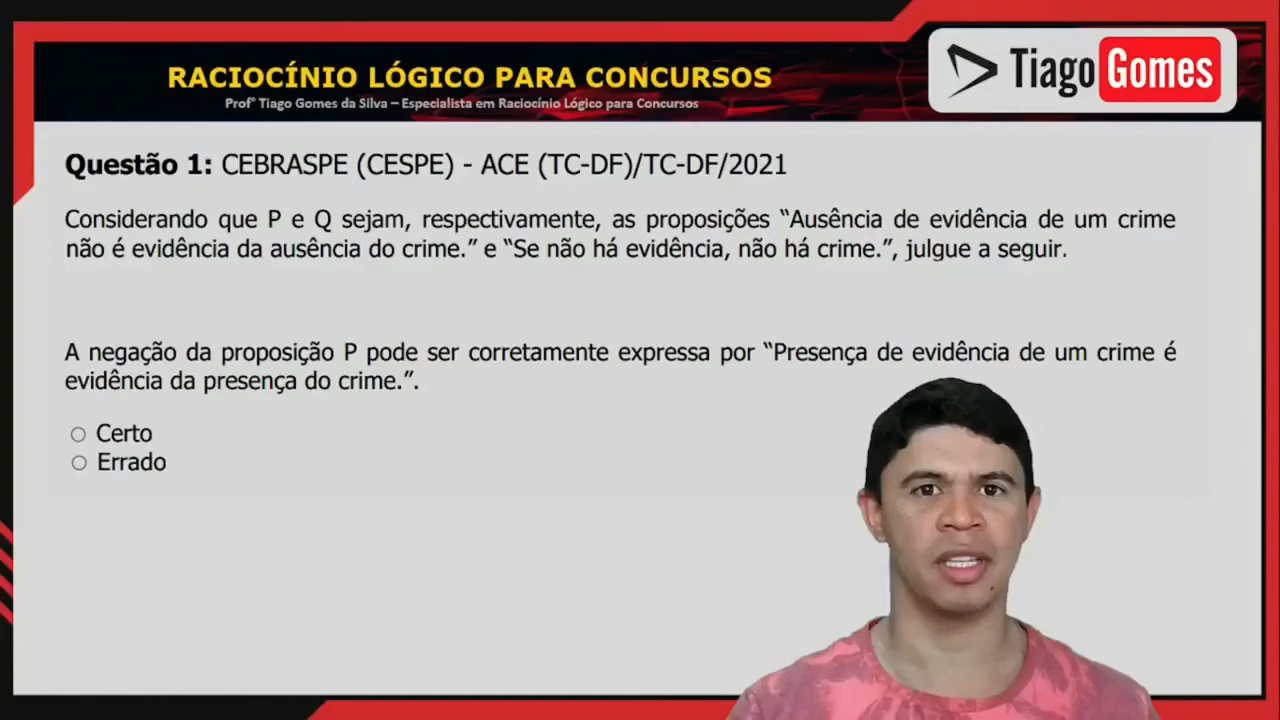 RACIOCÍNIO LÓGICO PARA CONCURSOS
Profº Tiago Gomes da Silva – Especialista em Raciocínio Lógico para Concursos
Tiago Gomes
Questão 1: CEBRASPE (CESPE) - ACE (TC-DF)/TC-DF/2021
Considerando que P e Q sejam, respectivamente, as proposições “Ausência de evidência de um crime
não é evidência da ausência do crime.” e “Se não há evidência, não há crime.”, julgue a seguir.
A negação da proposição P pode ser corretamente expressa por “Presença de evidência de um crime é
evidência da presença do crime.”.
Certo
Errado